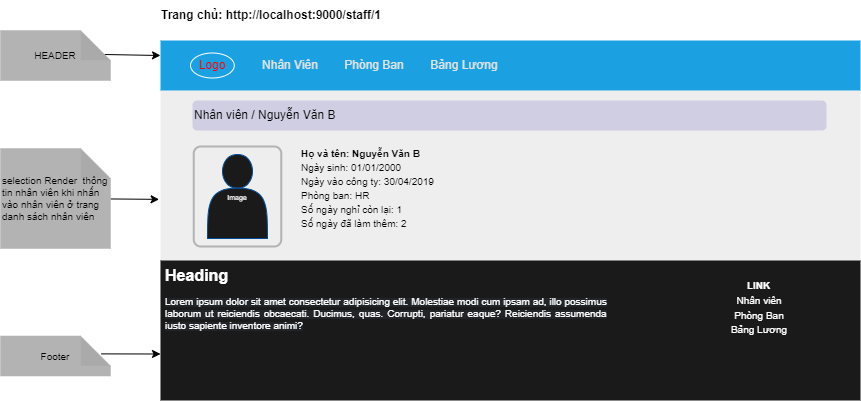 Trang chủ: http://localhost:9000/staff/1
HEADER
Logo
Nhân Viên
Phòng Ban
Bảng Lương
Nhân viên / Nguyễn Văn B
selection Render thông
tin nhân viên khi nhấn
vào nhân viên ở trang
danh sách nhân viên
Image
Họ và tên: Nguyễn Văn B
Ngày sinh: 01/01/2000
Ngày vào công ty: 30/04/2019
Phòng ban: HR
Số ngày nghỉ còn lại: 1
Số ngày đã làm thêm: 2
Heading
Lorem ipsum dolor sit amet consectetur adipisicing elit. Molestiae modi cum ipsam ad, illo possimus
laborum ut reiciendis obcaecati. Ducimus, quas. Corrupti, pariatur eaque? Reiciendis assumenda
iusto sapiente inventore animi?
LINK
Nhân viên
Phòng Ban
Bảng Lương
Footer